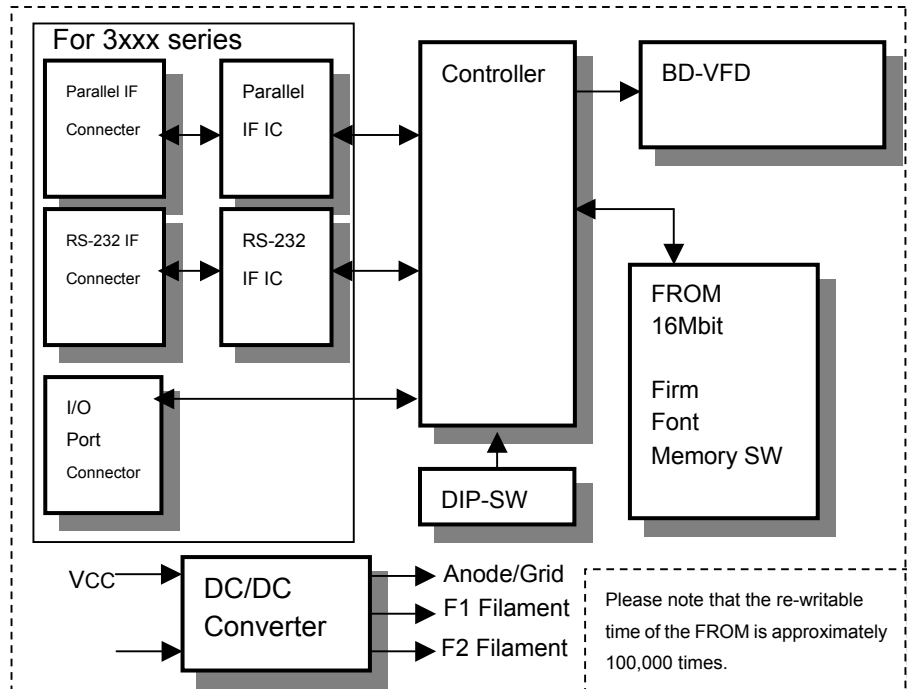 For 3xxx series
Parallel IF
Connecter
Parallel
IF IC
RS-232 IF
Connecter
RS-232
IF IC
I/O
Port
Connector
Controller
BD-VFD
FROM
16Mbit
Firm
Font
Memory SW
DIP-SW
VCC
DC/DC
Converter
Anode/Grid
F1 Filament
F2 Filament
Please note that the re-writable
time of the FROM is approximately
100,000 times.